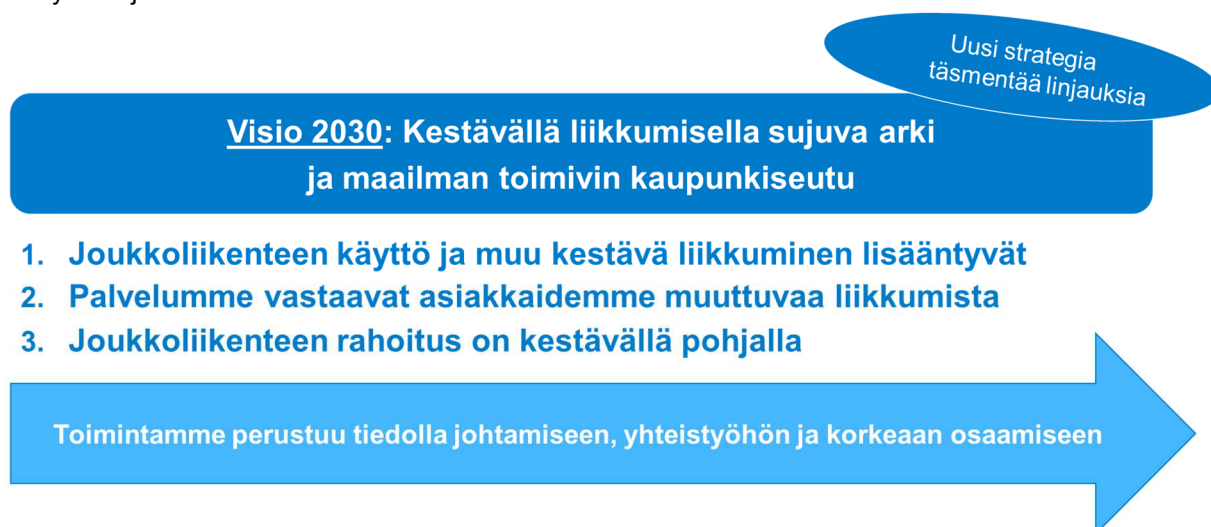 Uusi strategia
täsmentää linjauksia
Visio 2030: Kestävällä liikkumisella sujuva arki
ja maailman toimivin kaupunkiseutu
1. Joukkoliikenteen käyttö ja muu kestävä liikkuminen lisääntyvät
2. Palvelumme vastaavat asiakkaidemme muuttuvaa liikkumista
3. Joukkoliikenteen rahoitus on kestävällä pohjalla
Toimintamme perustuu tiedolla johtamiseen, yhteistyöhön ja korkeaan osaamiseen